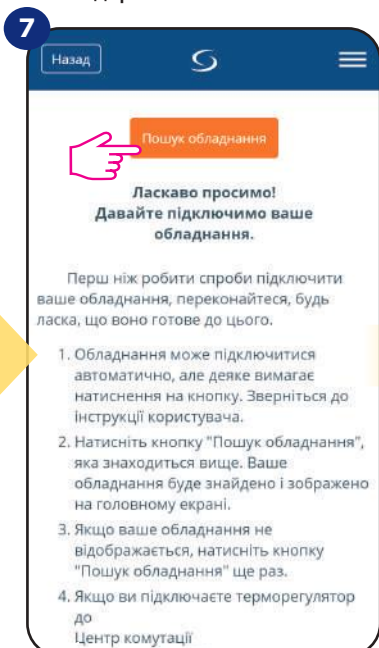 7
Назад
Пошук обладнання
Ласкаво просимо!
Давайте підключимо ваше
обладнання.
Перш ніж робити спроби підключити
ваше обладнання, переконайтеся, будь
ласка, що воно готове до цього.
1. Обладнання може підключитися
автоматично, але деяке вимагає
натиснення на кнопку. Зверніться до
інструкції користувача.
2. Натисніть кнопку "Пошук обладнання",
яка знаходиться вище. Ваше
обладнання буде знайдено і зображено
на головному екрані.
3. Якщо ваше обладнання не
відображається, натисніть кнопку
"Пошук обладнання" ще раз.
4. Якщо ви підключаєте терморегулятор
до
Центр комутації